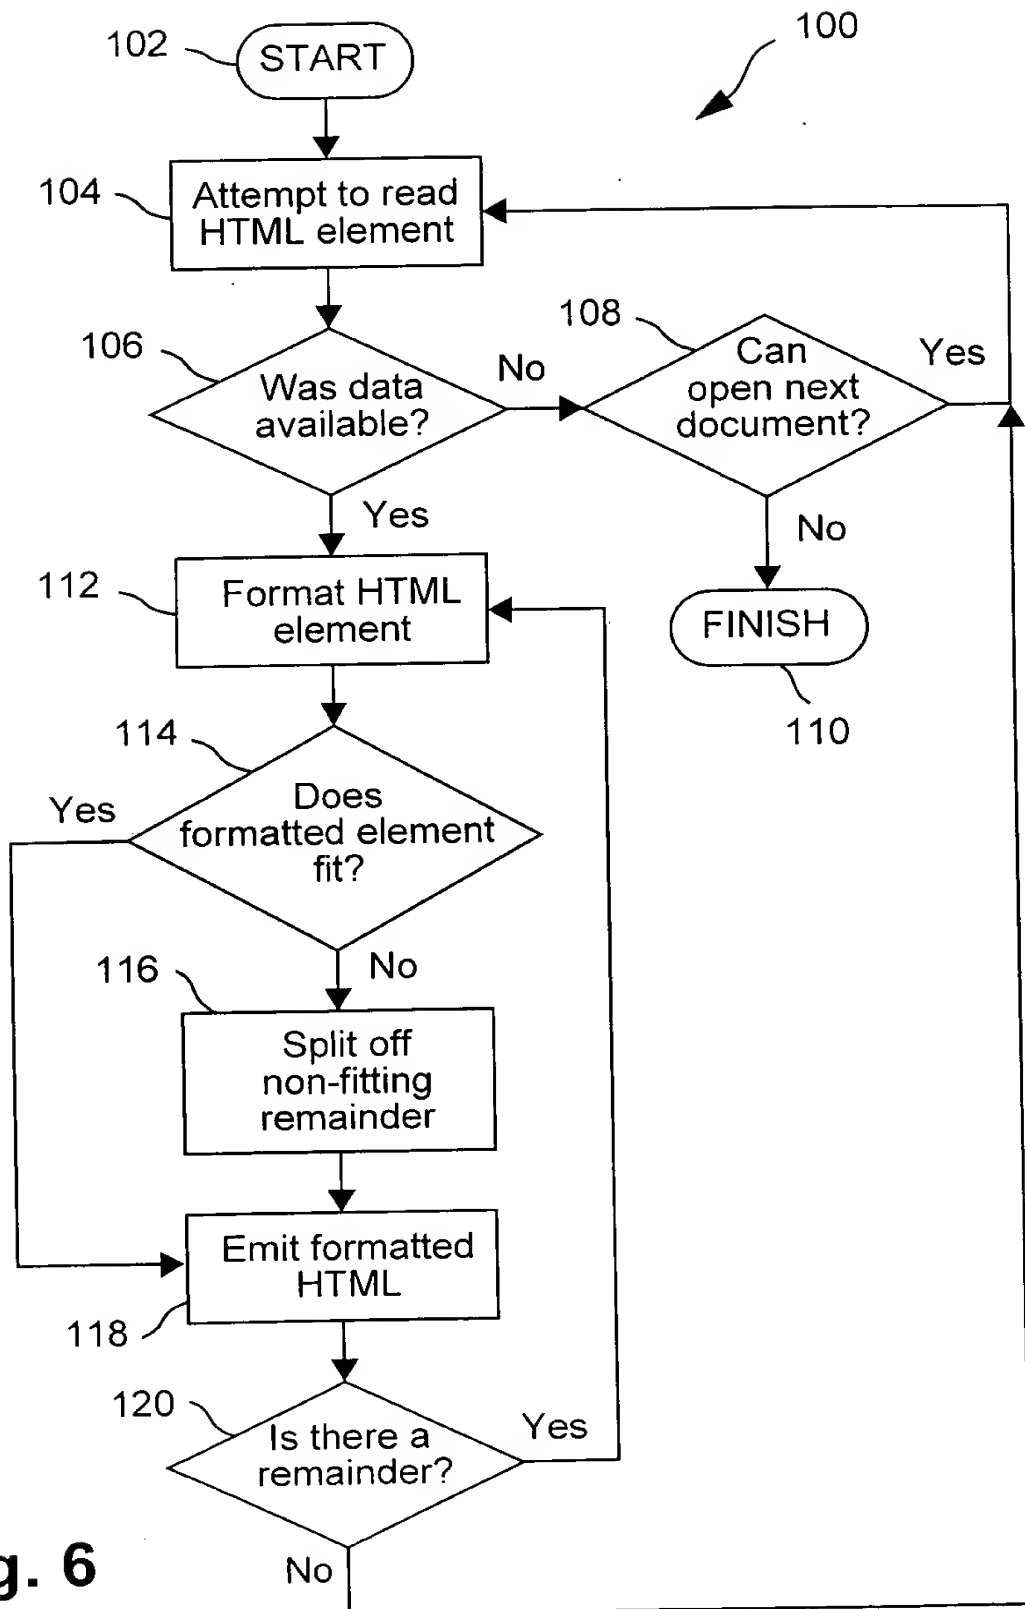 100
102
START
104
Attempt to read
HTML element
106
Was data
available?
No
108
Can
open next
document?
Yes
Yes
No
112
Format HTML
element
FINISH
110
114
Does
formatted element
fit?
Yes
No
116
Split off
non-fitting
remainder
Emit formatted
HTML
118
120
Is there a
remainder?
Yes
No
g. 6